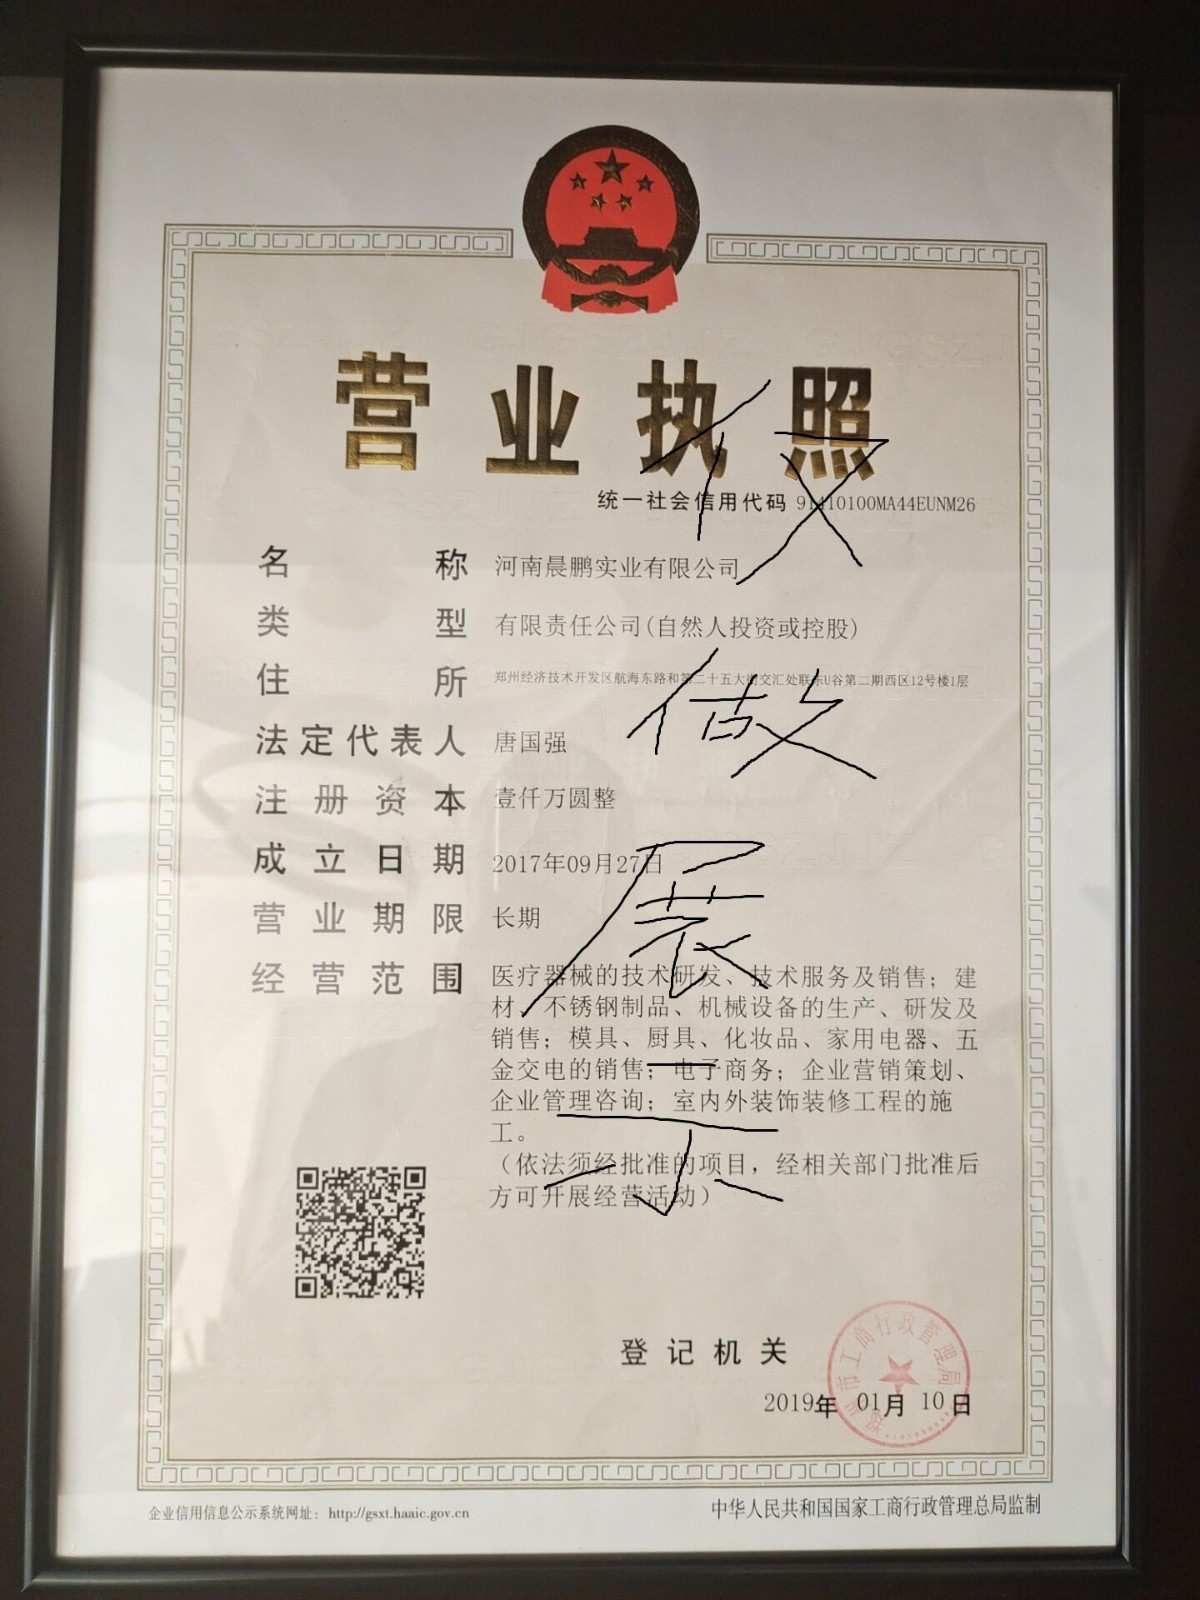 营业执照
统一社会信用代码 91410100MA44EUNM26
名称 河南晨鹏实业有限公司
类型 有限责任公司(自然人投资或控股)
住所 郑州经济技术开发区航海东路和第二十五大街交汇处联东U谷第二期西区12号楼1层
法定代表人 唐国强
注册资本 壹仟万圆整
成立日期 2017年09月27日
营业期限 长期
经营范围 医疗器械的技术研发、技术服务及销售；建
材、不锈钢制品、机械设备的生产、研发及
销售；模具、厨具、化妆品、家用电器、五
金交电的销售；电子商务；企业营销策划、
企业管理咨询；室内外装饰装修工程的施
工。
（依法须经批准的项目，经相关部门批准后
方可开展经营活动）
仅做展示
登记机关
郑州市工商行政管理局
2019年 01月 10日
企业信用信息公示系统网址：http://gsxt.haaic.gov.cn
中华人民共和国国家工商行政管理总局监制